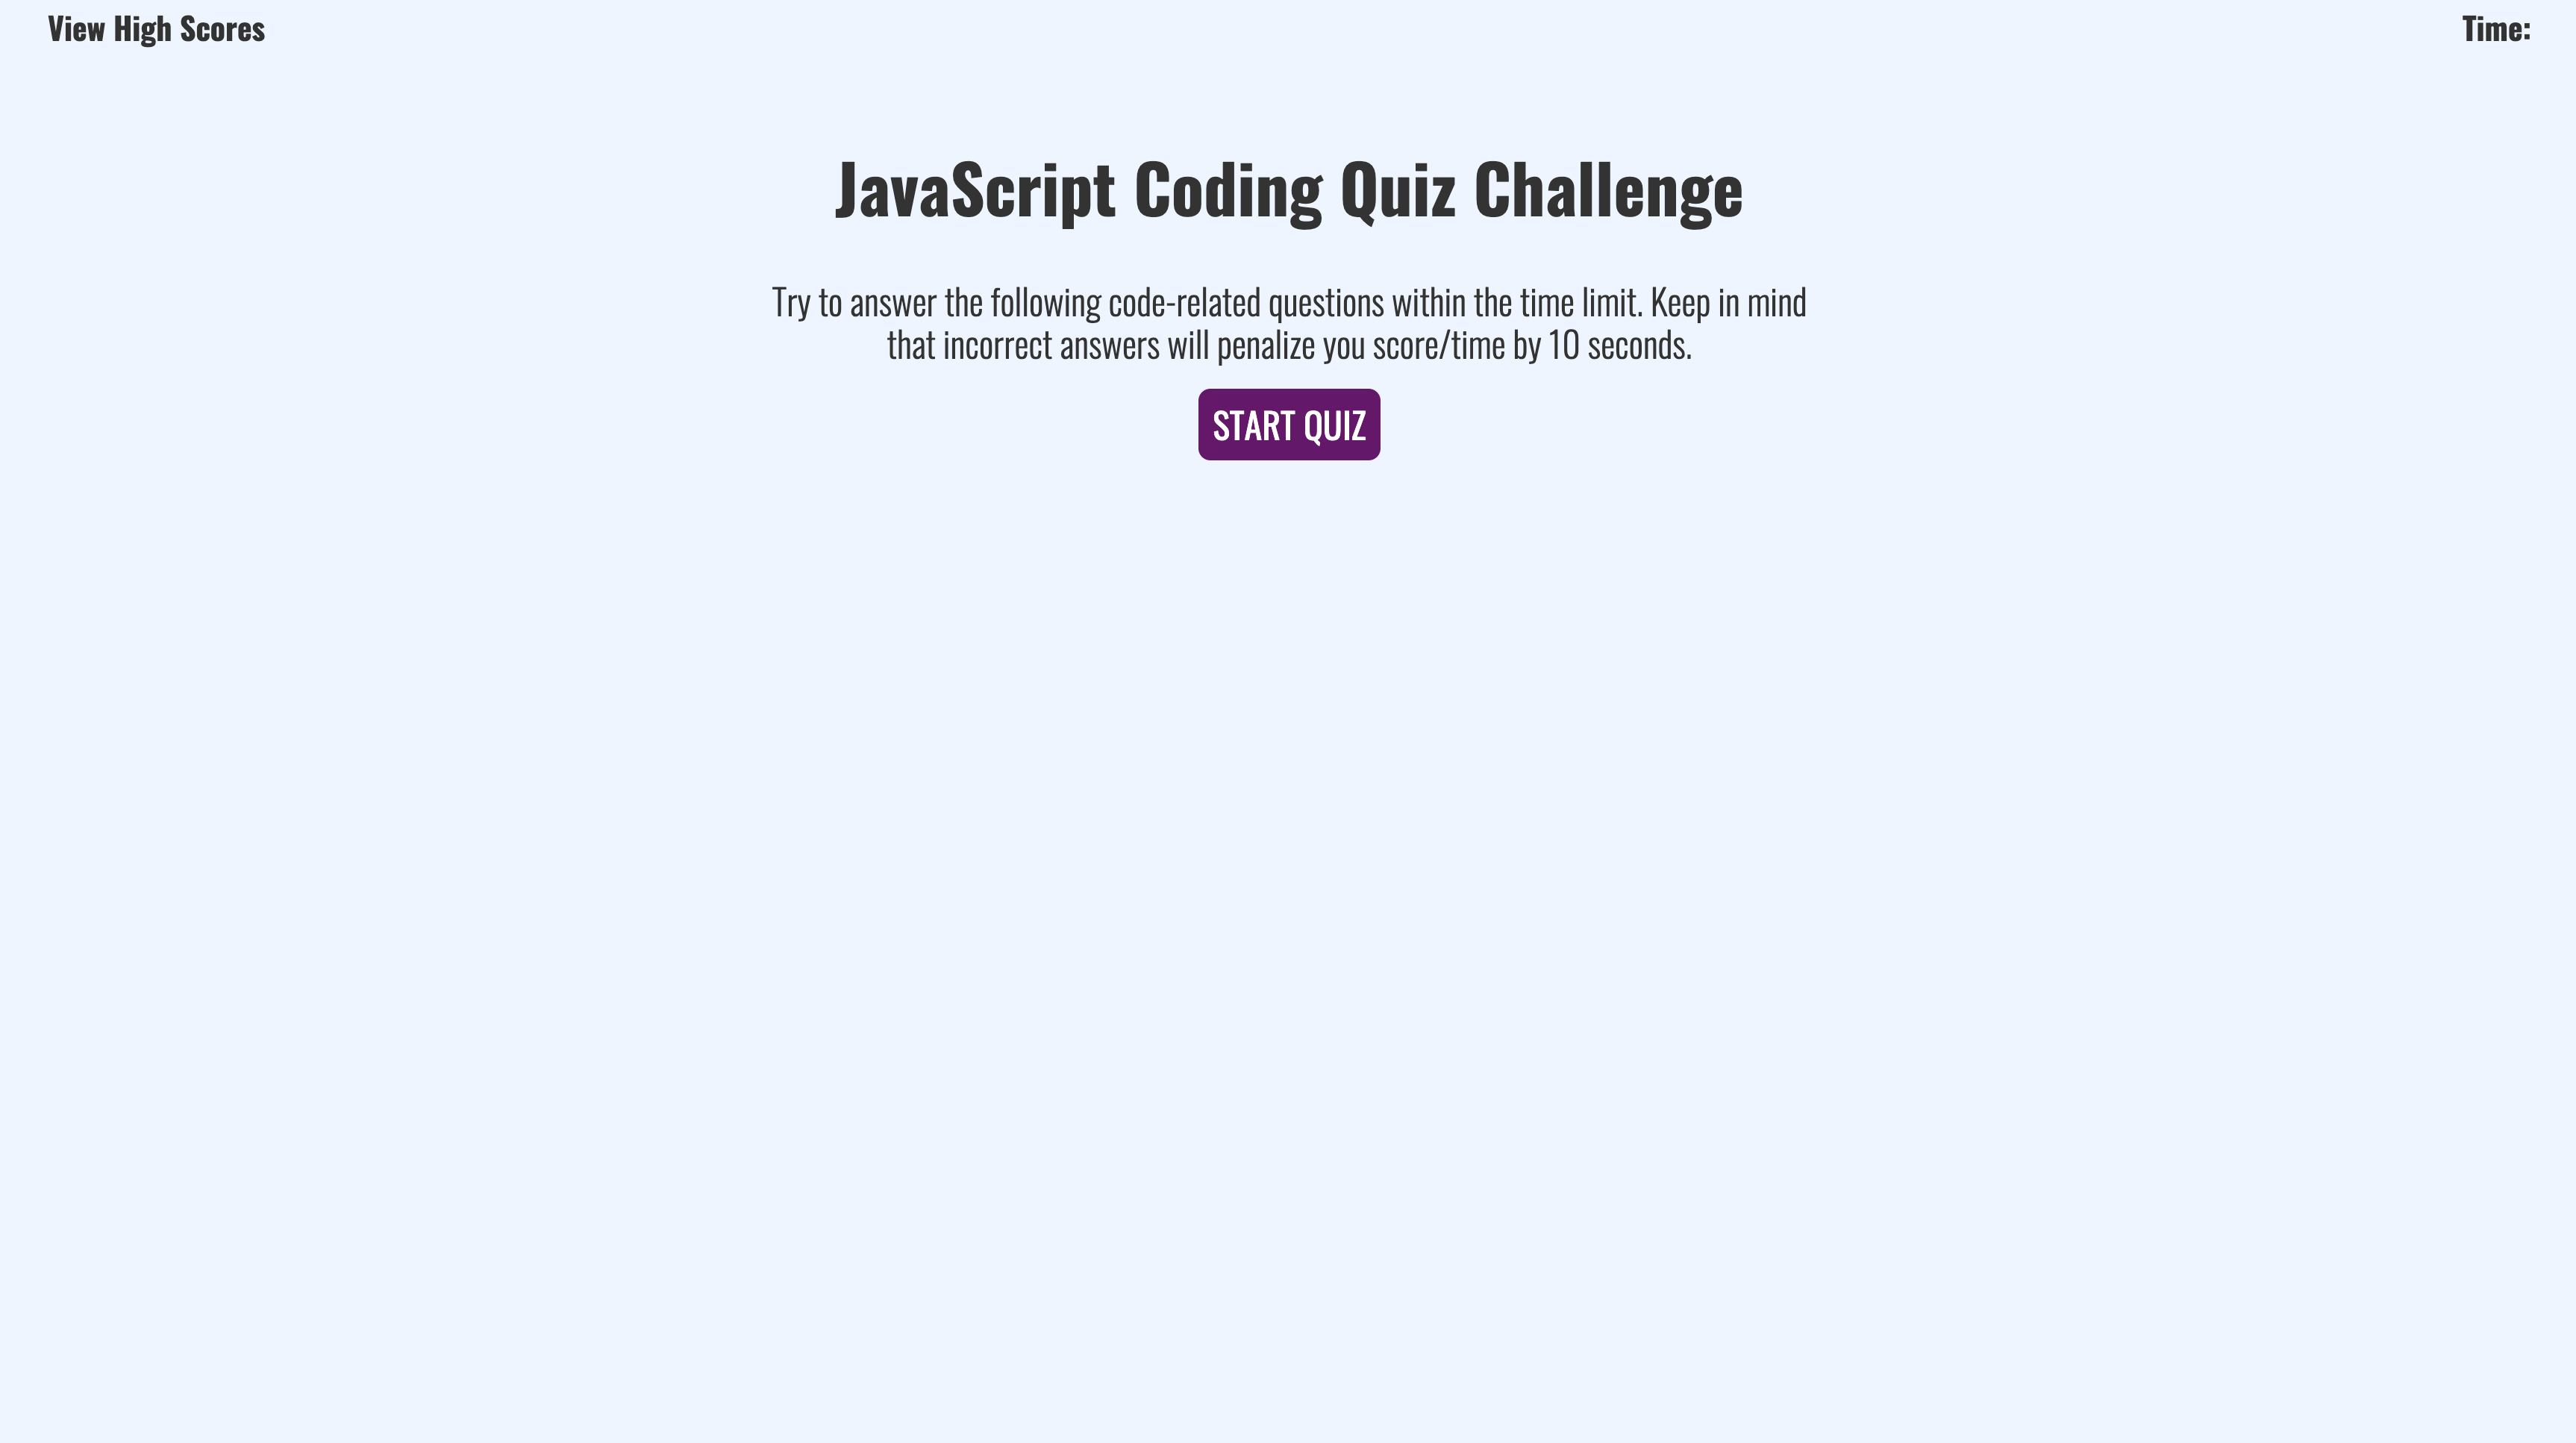 View High Scores
Time:
JavaScript Coding Quiz Challenge
Try to answer the following code-related questions within the time limit. Keep in mind
that incorrect answers will penalize you score/time by 10 seconds.
START QUIZ